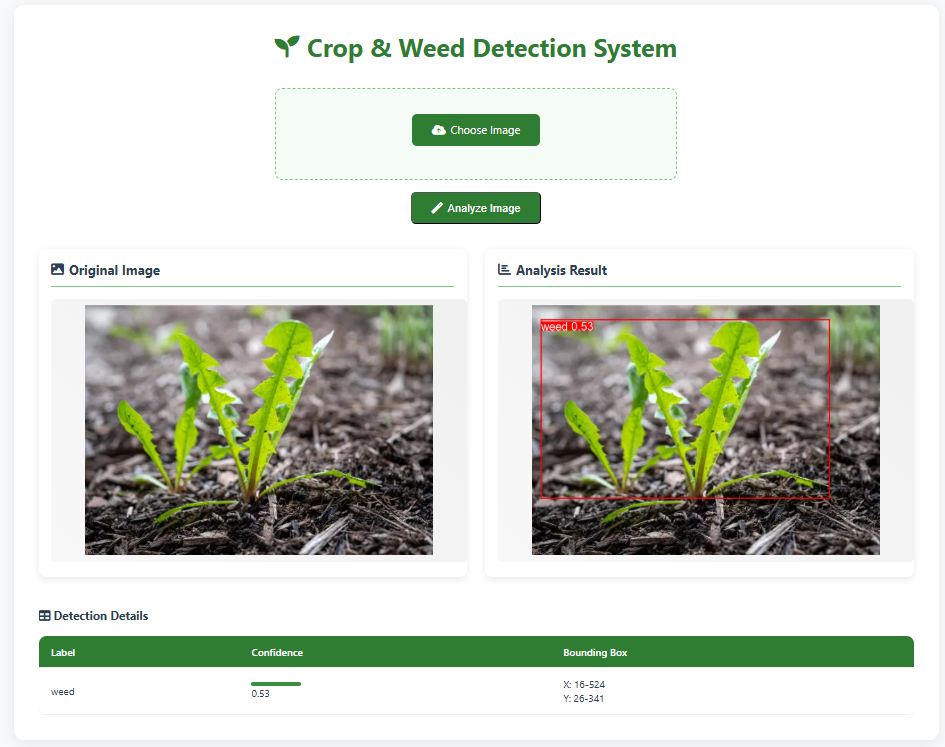 Crop & Weed Detection System
Choose Image
Analyze Image
Original Image
Analysis Result
weed 0.53
Detection Details
Label Confidence Bounding Box
weed 0.53 X: 16-524
Y: 26-341